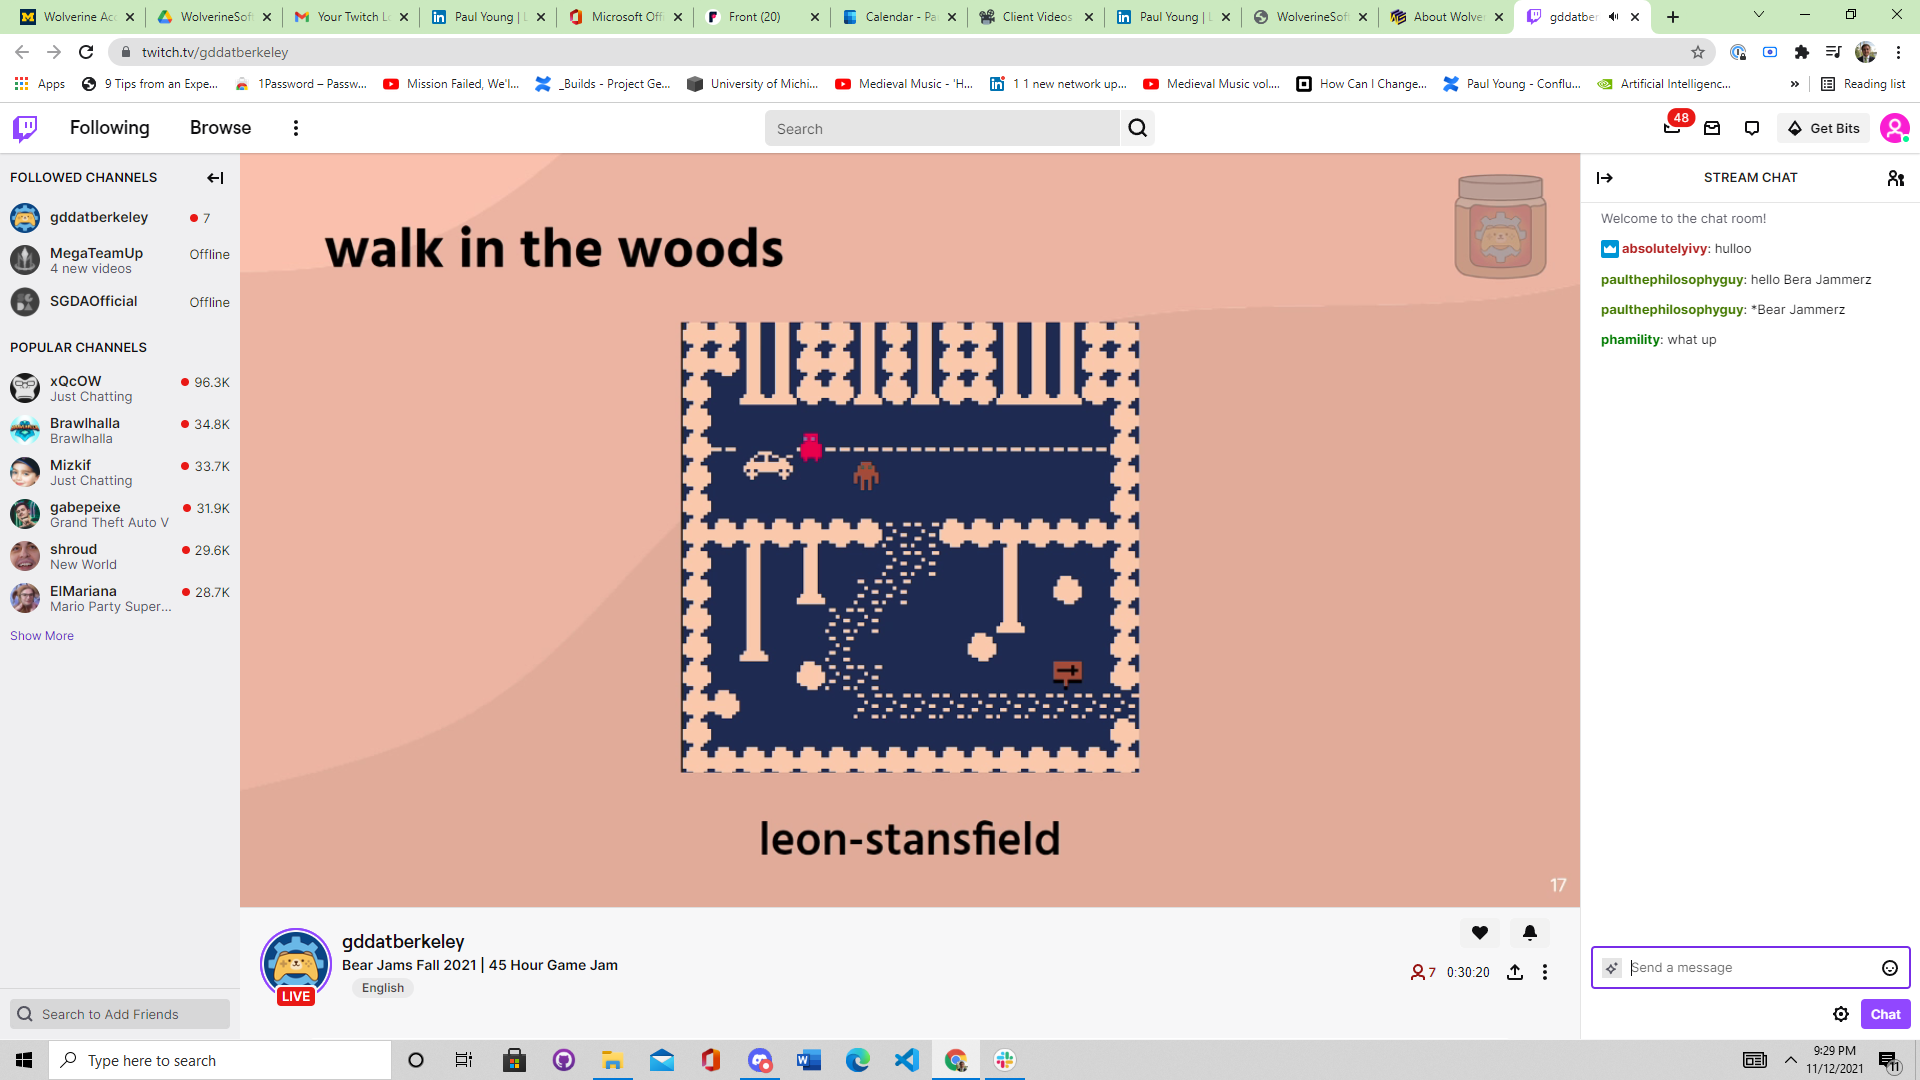 Wolverine Acc
WolverineSoft
Your Twitch Lo
Paul Young | L
Microsoft Offi
Front (20)
Calendar - Pa
Client Videos
Paul Young | L
WolverineSoft
About Wolver
gddatber
twitch.tv/gddatberkeley
Apps
9 Tips from an Expe...
1Password – Passw...
Mission Failed, We'l...
_Builds - Project Ge...
University of Michi...
Medieval Music - 'H...
1 1 new network up...
Medieval Music vol....
How Can I Change...
Paul Young - Conflu...
Artificial Intelligenc...
»
Reading list
Following
Browse
Search
48
Get Bits
FOLLOWED CHANNELS
gddatberkeley
7
MegaTeamUp
Offline
4 new videos
SGDAOfficial
Offline
POPULAR CHANNELS
xQcOW
96.3K
Just Chatting
Brawlhalla
34.8K
Brawlhalla
Mizkif
33.7K
Just Chatting
gabepeixe
31.9K
Grand Theft Auto V
shroud
29.6K
New World
ElMariana
28.7K
Mario Party Super...
Show More
Search to Add Friends
walk in the woods
leon-stansfield
17
gddatberkeley
Bear Jams Fall 2021 | 45 Hour Game Jam
English
LIVE
7
0:30:20
STREAM CHAT
Welcome to the chat room!
absolutelyivy: hulloo
paulthephilosophyguy: hello Bera Jammerz
paulthephilosophyguy: *Bear Jammerz
phamility: what up
Send a message
Chat
Type here to search
9:29 PM
11/12/2021
11